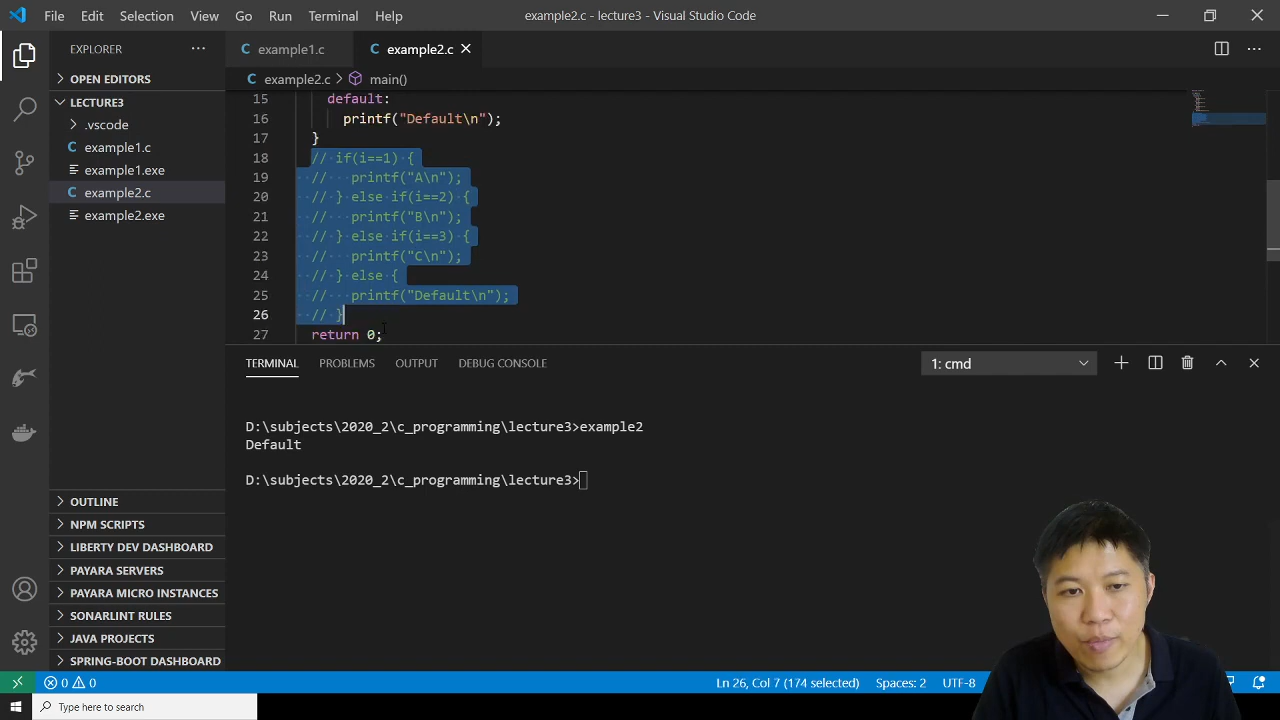 File Edit Selection View Go Run Terminal Help
example2.c - lecture3 - Visual Studio Code
EXPLORER
OPEN EDITORS
LECTURE3
.vscode
example1.c
example1.exe
example2.c
example2.exe
OUTLINE
NPM SCRIPTS
LIBERTY DEV DASHBOARD
PAYARA SERVERS
PAYARA MICRO INSTANCES
SONARLINT RULES
JAVA PROJECTS
SPRING-BOOT DASHBOARD
C example1.c C example2.c
C example2.c > main()
15 default:
16 printf("Default\n");
17 }
18 // if(i==1) {
19 //   printf("A\n");
20 // } else if(i==2) {
21 //   printf("B\n");
22 // } else if(i==3) {
23 //   printf("C\n");
24 // } else {
25 //   printf("Default\n");
26 // }
27 return 0;
TERMINAL PROBLEMS OUTPUT DEBUG CONSOLE
1: cmd
D:\subjects\2020_2\c_programming\lecture3>example2
Default
D:\subjects\2020_2\c_programming\lecture3>
0 0
Ln 26, Col 7 (174 selected) Spaces: 2 UTF-8
Type here to search